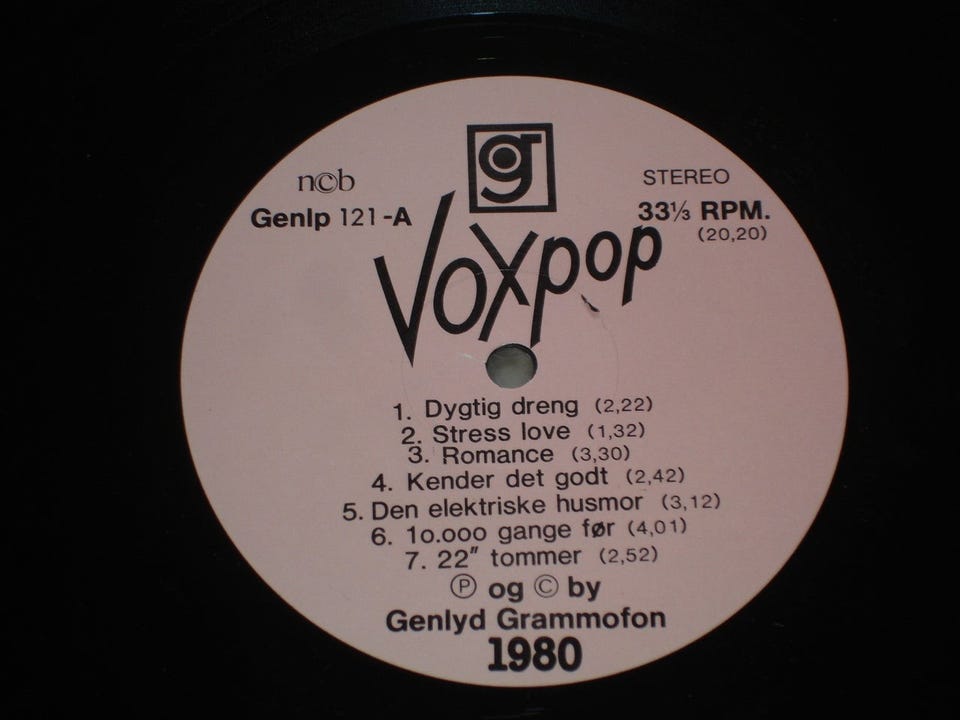 g
n©b
STEREO
Genlp 121-A
33⅓ RPM.
(20,20)
Voxpop
1. Dygtig dreng (2,22)
2. Stress love (1,32)
3. Romance (3,30)
4. Kender det godt (2,42)
5. Den elektriske husmor (3,12)
6. 1o.ooo gange før (4,01)
7. 22" tommer (2,52)
℗ og © by
Genlyd Grammofon
1980